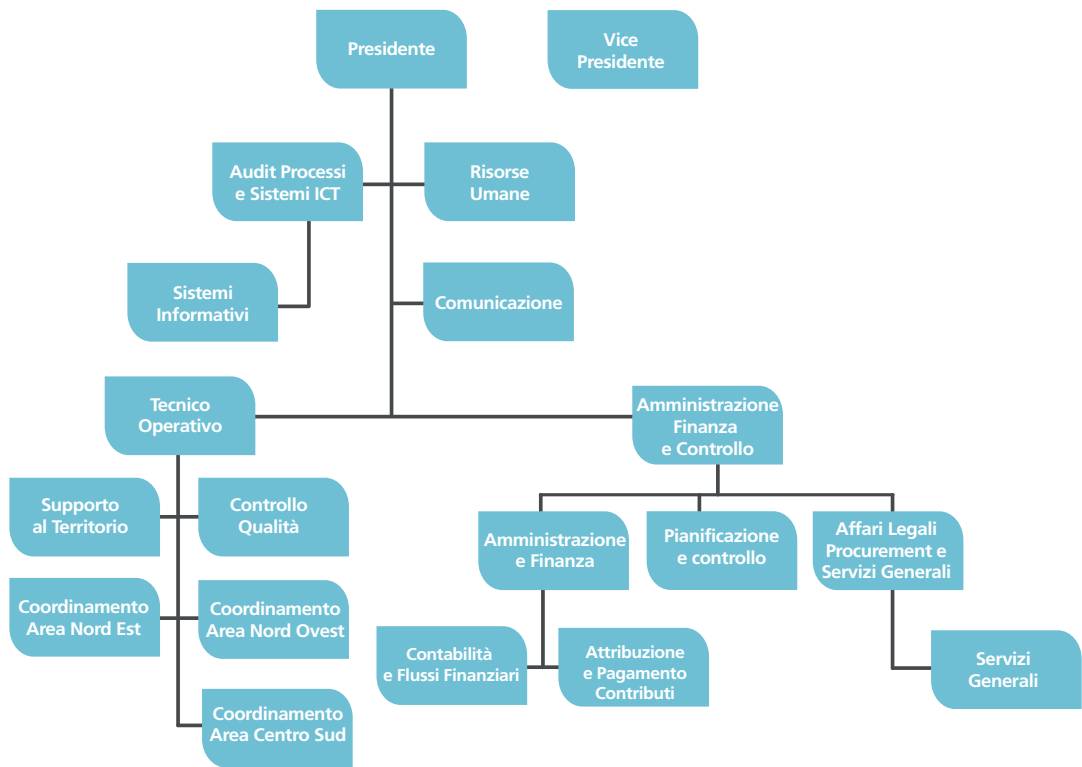 Presidente
Vice
Presidente
Audit Processi
e Sistemi ICT
Risorse
Umane
Sistemi
Informativi
Comunicazione
Tecnico
Operativo
Amministrazione
Finanza
e Controllo
Supporto
al Territorio
Controllo
Qualità
Amministrazione
e Finanza
Pianificazione
e controllo
Affari Legali
Procurement e
Servizi Generali
Coordinamento
Area Nord Est
Coordinamento
Area Nord Ovest
Contabilità
e Flussi Finanziari
Attribuzione
e Pagamento
Contributi
Servizi
Generali
Coordinamento
Area Centro Sud